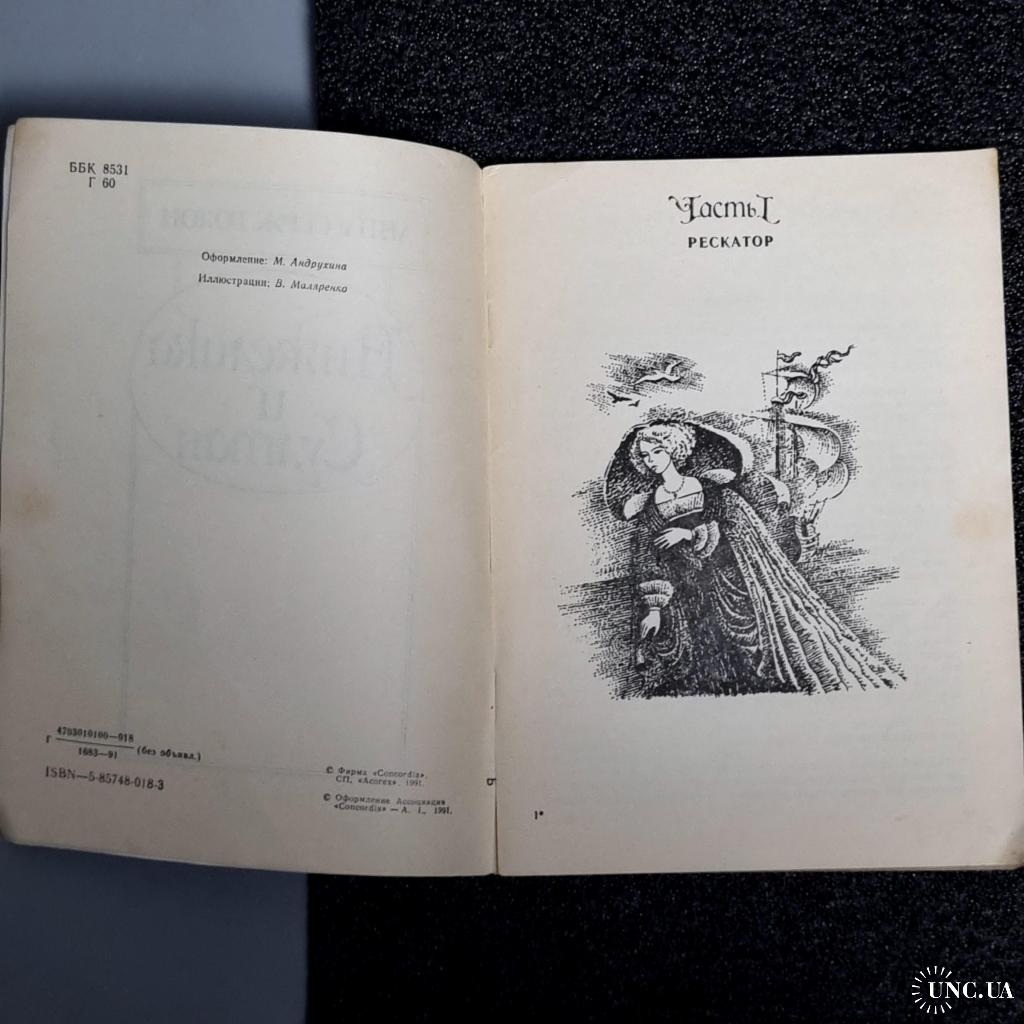 ББК 8531
Г 60
Оформление: М. Андрухина
Иллюстрации: В. Маляренко
Г 4703010100—018
1683—91 (без объявл.)
ISBN—5-85748-018-3
© Фирма «Concordia».
СП, «Acorex». 1991.
© Оформление Ассоциация
«Concordia» — А. І., 1991.
Часть I
РЕСКАТОР
1*
UNC.UA